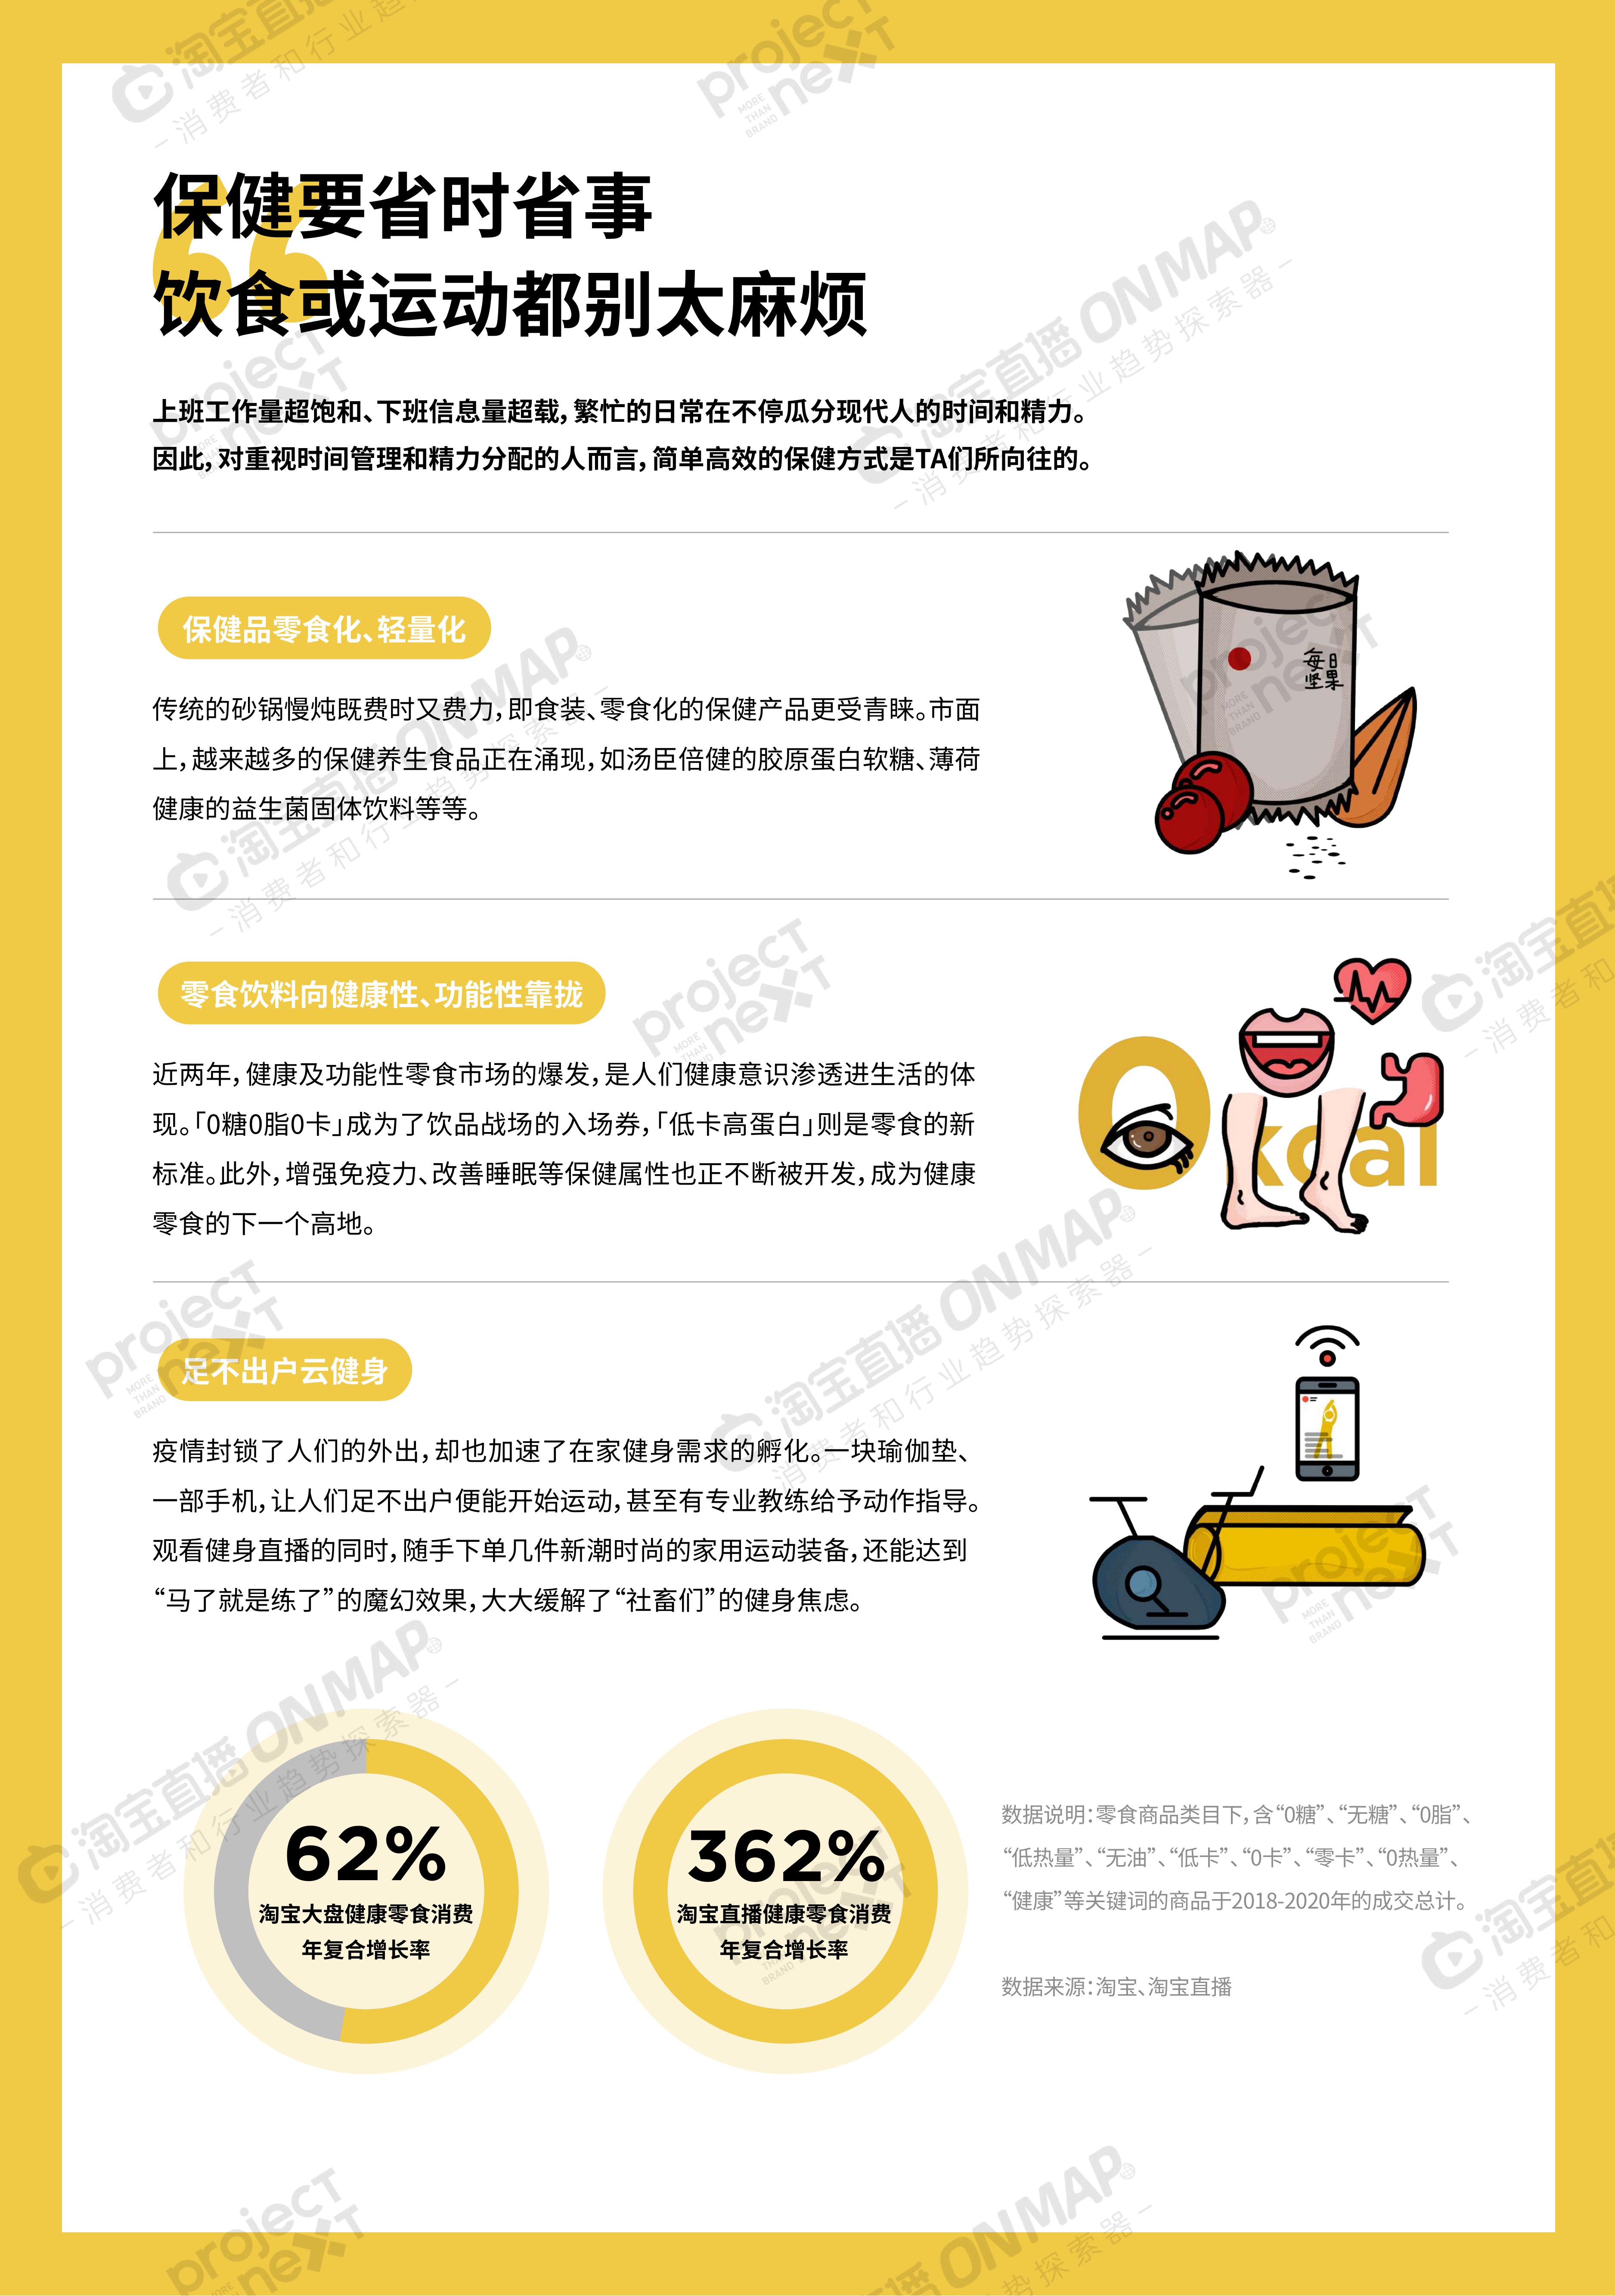 保健要省时省事
饮食或运动都别太麻烦
上班工作量超饱和、下班信息量超载，繁忙的日常在不停瓜分现代人的时间和精力。
因此，对重视时间管理和精力分配的人而言，简单高效的保健方式是TA们所向往的。
保健品零食化、轻量化
传统的砂锅慢炖既费时又费力，即食装、零食化的保健产品更受青睐。市面
上，越来越多的保健养生食品正在涌现，如汤臣倍健的胶原蛋白软糖、薄荷
健康的益生菌固体饮料等等。
每日
坚果
零食饮料向健康性、功能性靠拢
近两年，健康及功能性零食市场的爆发，是人们健康意识渗透进生活的体
现。「0糖0脂0卡」成为了饮品战场的入场券，「低卡高蛋白」则是零食的新
标准。此外，增强免疫力、改善睡眠等保健属性也正不断被开发，成为健康
零食的下一个高地。
0 kcal
足不出户云健身
疫情封锁了人们的外出，却也加速了在家健身需求的孵化。一块瑜伽垫、
一部手机，让人们足不出户便能开始运动，甚至有专业教练给予动作指导。
观看健身直播的同时，随手下单几件新潮时尚的家用运动装备，还能达到
“马了就是练了”的魔幻效果，大大缓解了“社畜们”的健身焦虑。
62%
淘宝大盘健康零食消费
年复合增长率
362%
淘宝直播健康零食消费
年复合增长率
数据说明：零食商品类目下，含“0糖”、“无糖”、“0脂”、
“低热量”、“无油”、“低卡”、“0卡”、“零卡”、“0热量”、
“健康”等关键词的商品于2018-2020年的成交总计。
数据来源：淘宝、淘宝直播
淘宝直播 ON MAP
－消费者和行业趋势探索器－
project
neXT
MORE
THAN
BRAND